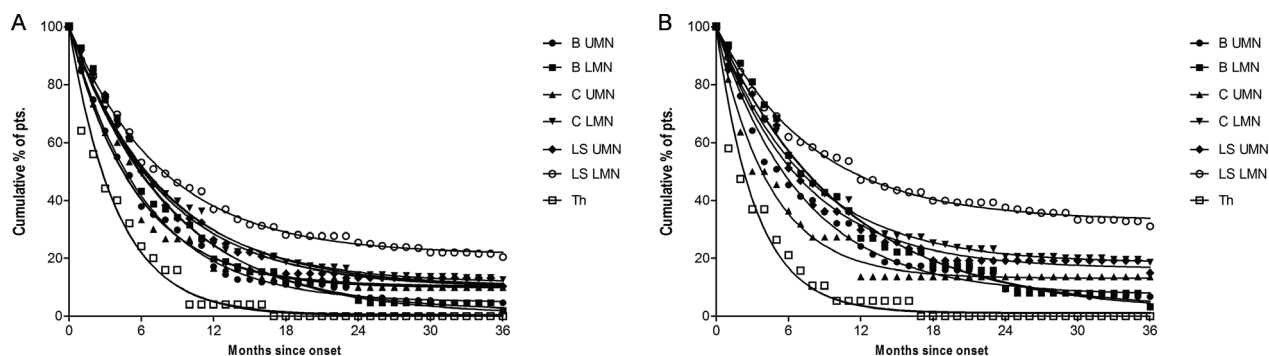 A
Cumulative % of pts.
100
80
60
40
20
0
0 6 12 18 24 30 36
Months since onset
B UMN
B LMN
C UMN
C LMN
LS UMN
LS LMN
Th
B
Cumulative % of pts.
100
80
60
40
20
0
0 6 12 18 24 30 36
Months since onset
B UMN
B LMN
C UMN
C LMN
LS UMN
LS LMN
Th